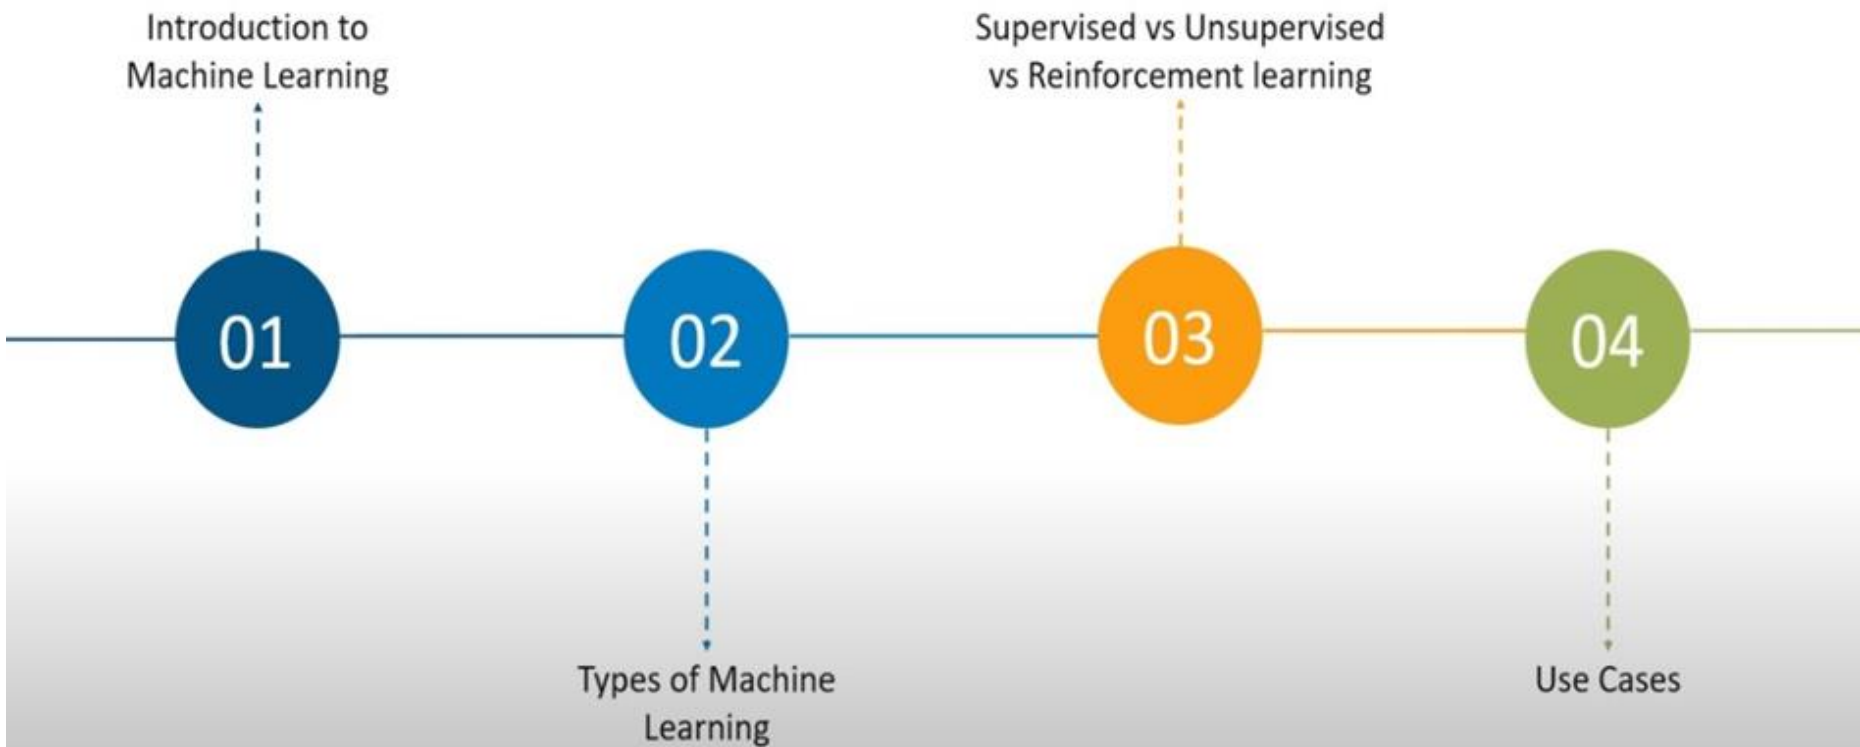 Introduction to
Machine Learning
Supervised vs Unsupervised
vs Reinforcement learning
01
02
03
04
Types of Machine
Learning
Use Cases